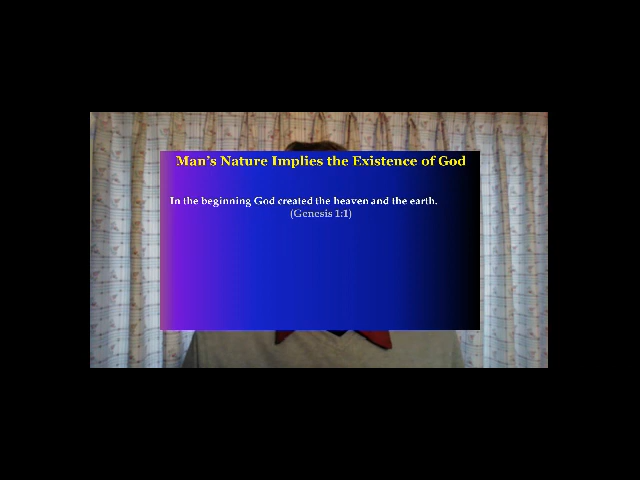 Man's Nature Implies the Existence of God
In the beginning God created the heaven and the earth.
(Genesis 1:1)